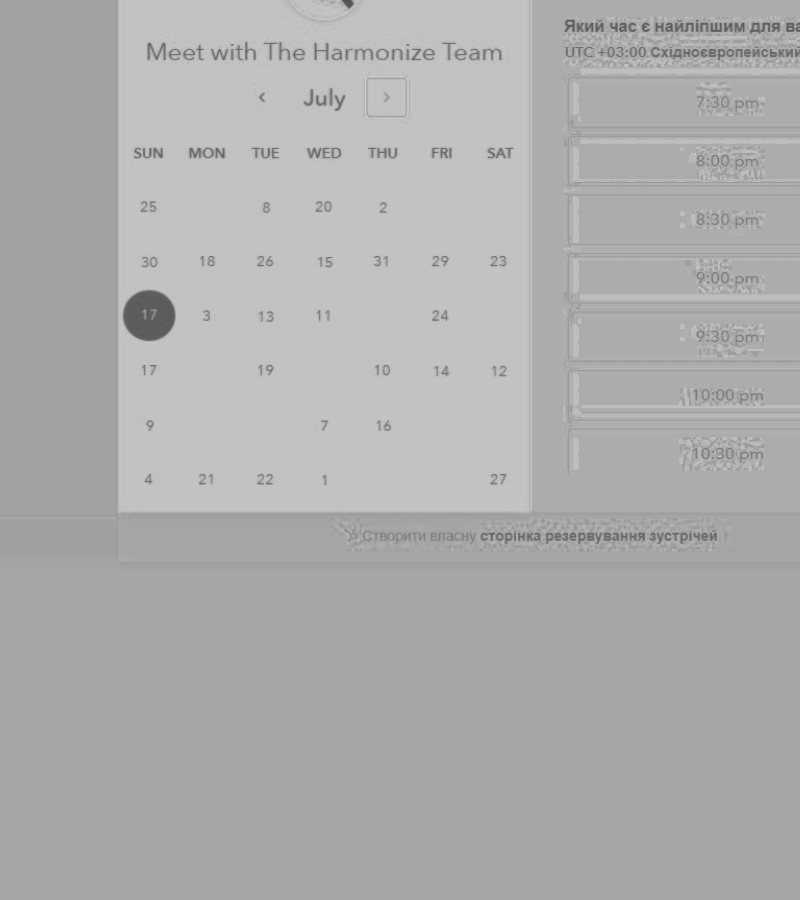 Meet with The Harmonize Team
‹ July ›
SUN MON TUE WED THU FRI SAT
25 8 20 2
30 18 26 15 31 29 23
17 3 13 11 24
17 19 10 14 12
9 7 16
4 21 22 1 27
Який час є найліпшим для
UTC +03:00 Східноєвропейський
7:30 pm
8:00 pm
8:30 pm
9:00 pm
9:30 pm
10:00 pm
10:30 pm
Створити власну сторінка резервування зустрічей